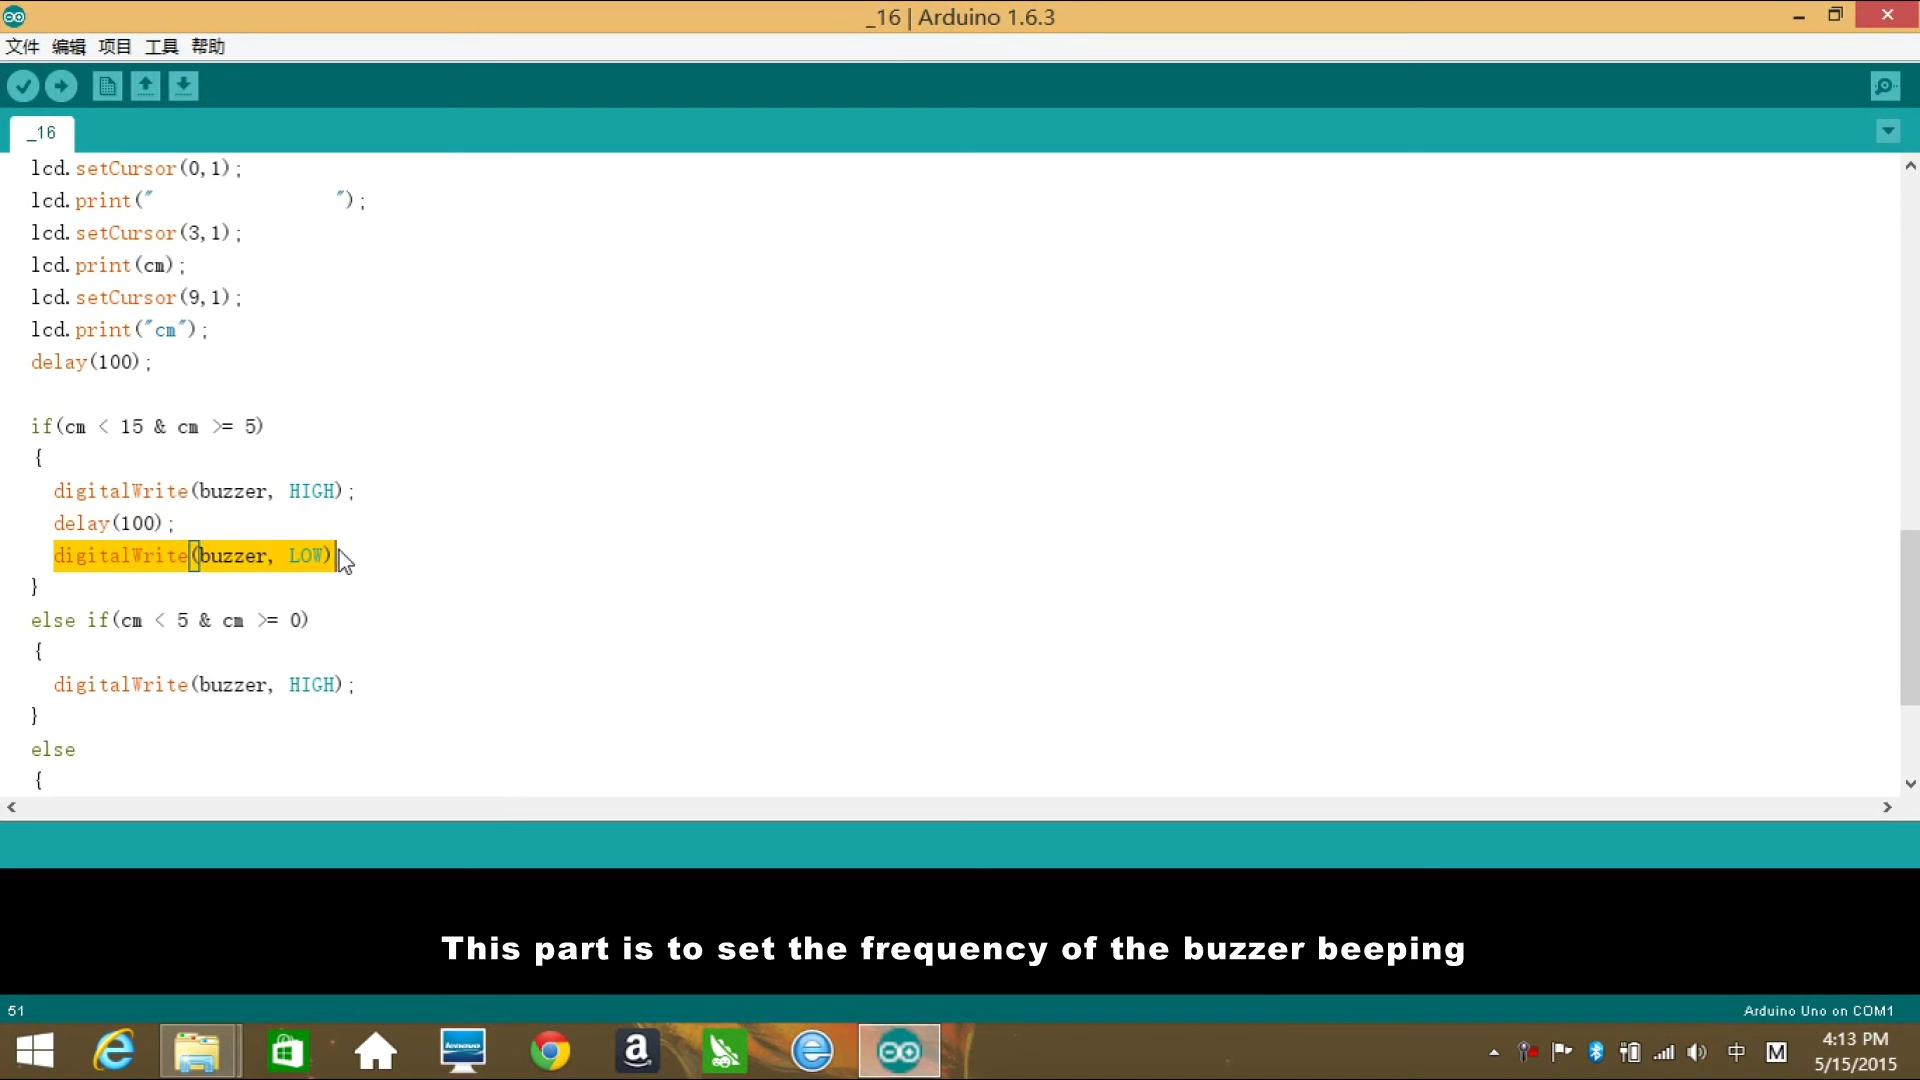 _16 | Arduino 1.6.3
文件 编辑 项目 工具 帮助
_16
lcd.setCursor(0,1);
lcd.print("                ");
lcd.setCursor(3,1);
lcd.print(cm);
lcd.setCursor(9,1);
lcd.print("cm");
delay(100);
if(cm < 15 & cm >= 5)
{
digitalWrite(buzzer, HIGH);
delay(100);
digitalWrite(buzzer, LOW)
}
else if(cm < 5 & cm >= 0)
{
digitalWrite(buzzer, HIGH);
}
else
{
This part is to set the frequency of the buzzer beeping
51
Arduino Uno on COM1
lenovo
a
中
M
4:13 PM
5/15/2015